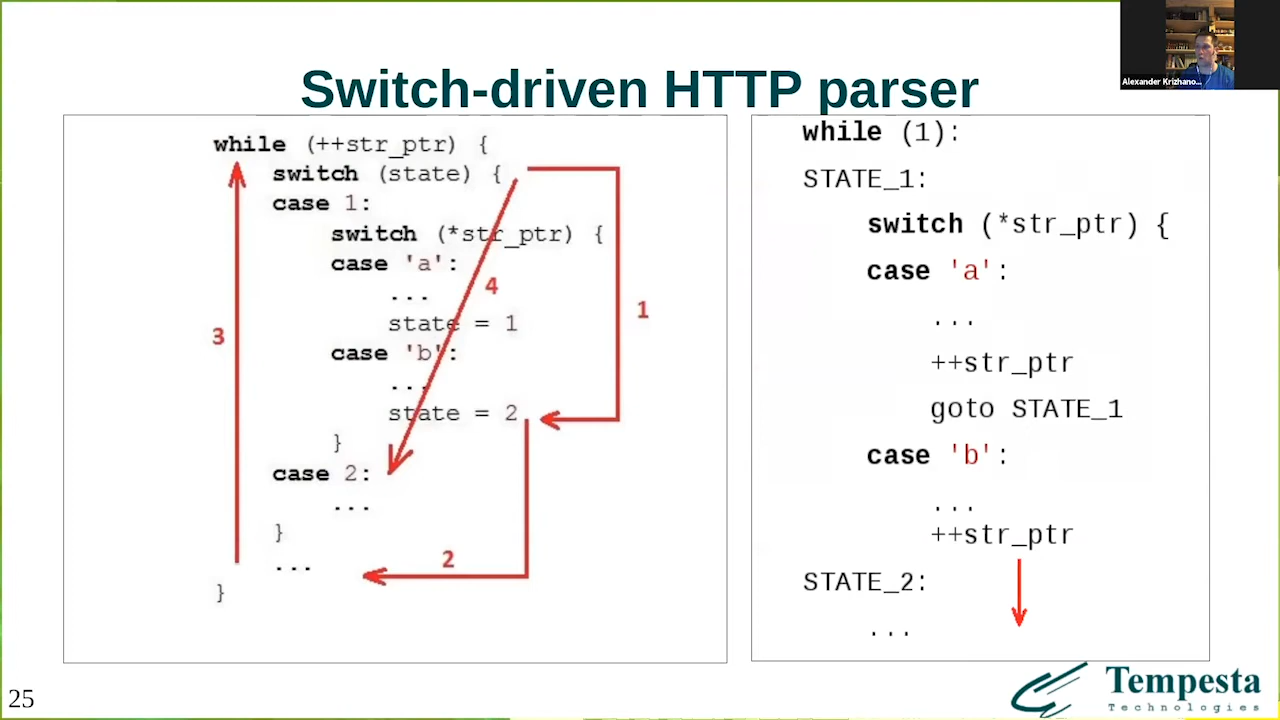 Alexander Krizhano...
Switch-driven HTTP parser
while (++str_ptr) {
switch (state) {
case 1:
switch (*str_ptr) {
case 'a':
...
state = 1
case 'b':
...
state = 2
}
case 2:
...
}
...
}
1
2
3
4
while (1):
STATE_1:
switch (*str_ptr) {
case 'a':
...
++str_ptr
goto STATE_1
case 'b':
...
++str_ptr
STATE_2:
...
25
Tempesta
Technologies